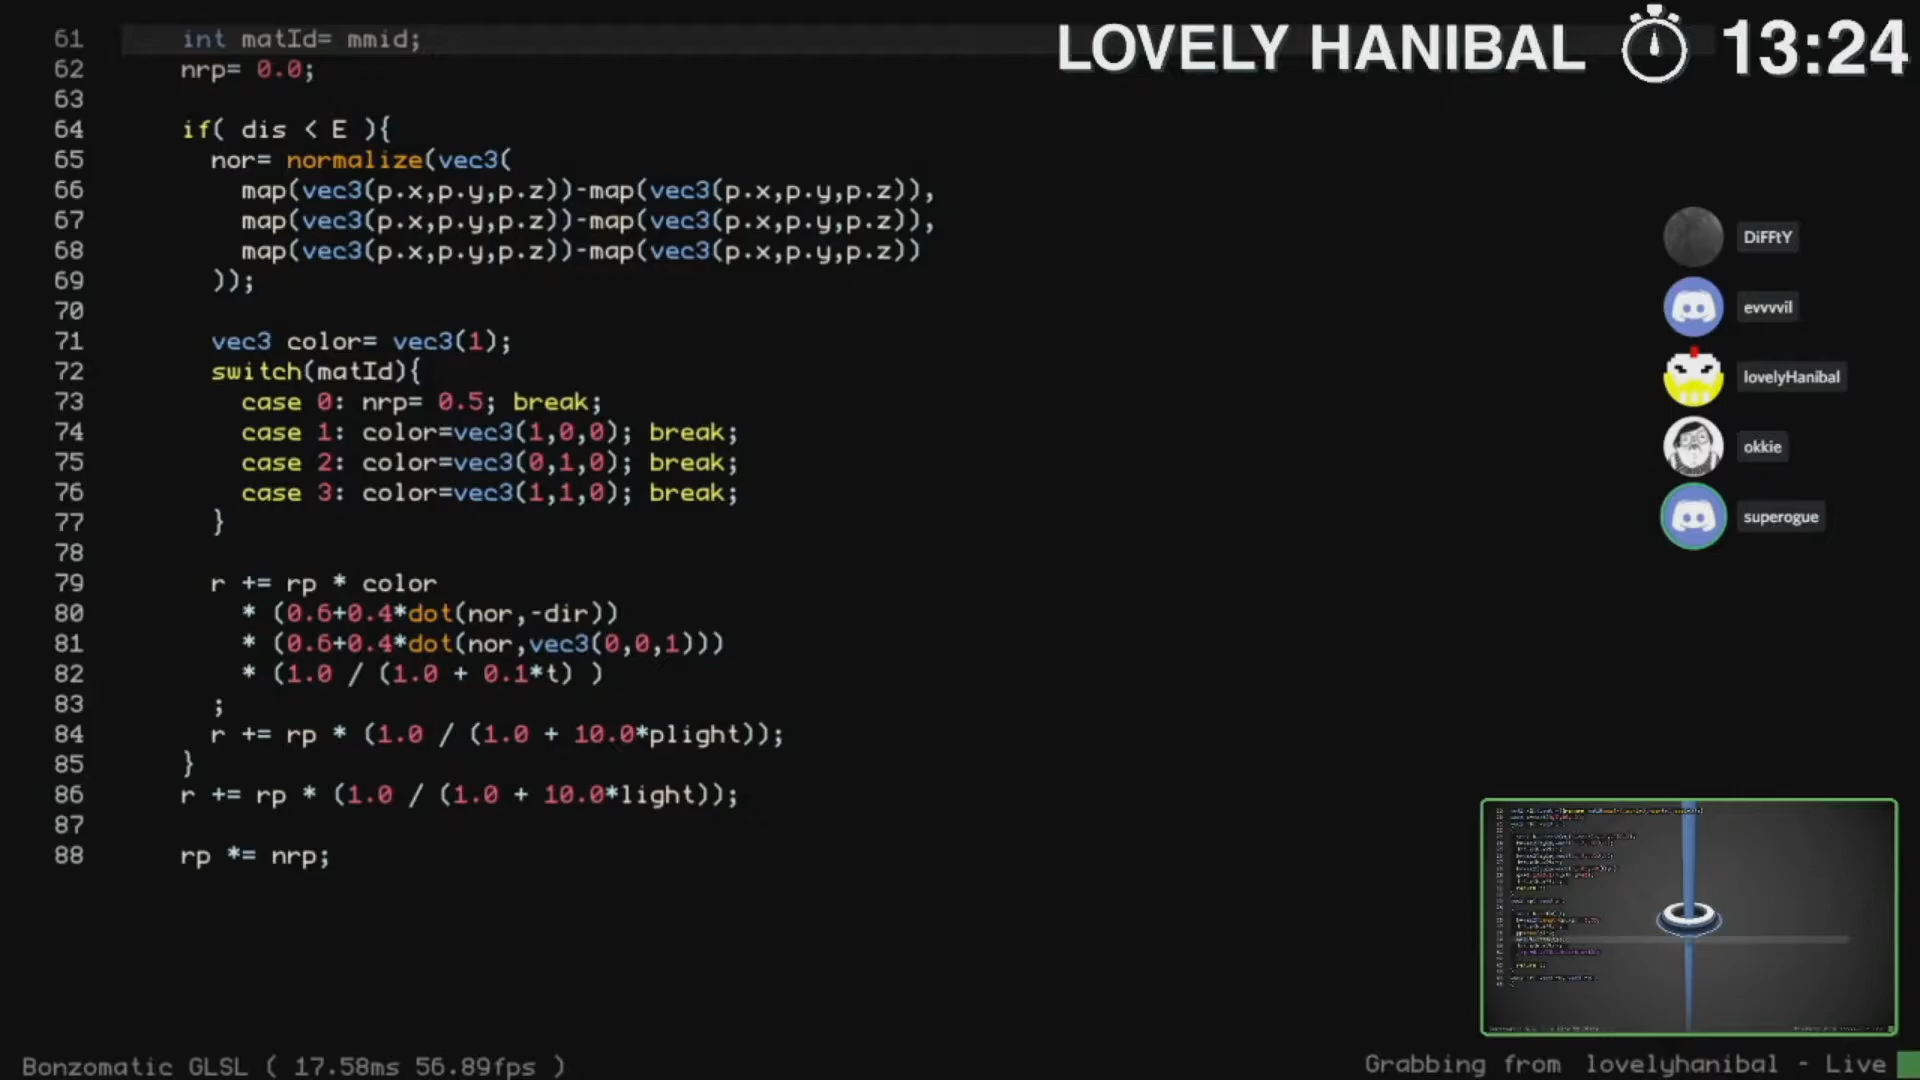 LOVELY HANIBAL 13:24
61 int matId= mmid;
62 nrp= 0.0;
63
64 if( dis < E ){
65 nor= normalize(vec3(
66 map(vec3(p.x,p.y,p.z))-map(vec3(p.x,p.y,p.z)),
67 map(vec3(p.x,p.y,p.z))-map(vec3(p.x,p.y,p.z)),
68 map(vec3(p.x,p.y,p.z))-map(vec3(p.x,p.y,p.z))
69 ));
70
71 vec3 color= vec3(1);
72 switch(matId){
73 case 0: nrp= 0.5; break;
74 case 1: color=vec3(1,0,0); break;
75 case 2: color=vec3(0,1,0); break;
76 case 3: color=vec3(1,1,0); break;
77 }
78
79 r += rp * color
80 * (0.6+0.4*dot(nor,-dir))
81 * (0.6+0.4*dot(nor,vec3(0,0,1)))
82 * (1.0 / (1.0 + 0.1*t) )
83 ;
84 r += rp * (1.0 / (1.0 + 10.0*plight));
85 }
86 r += rp * (1.0 / (1.0 + 10.0*light));
87
88 rp *= nrp;
DiFFtY
evvvvil
lovelyHanibal
okkie
superogue
Bonzomatic GLSL ( 17.58ms 56.89fps )
Grabbing from lovelyhanibal - Live